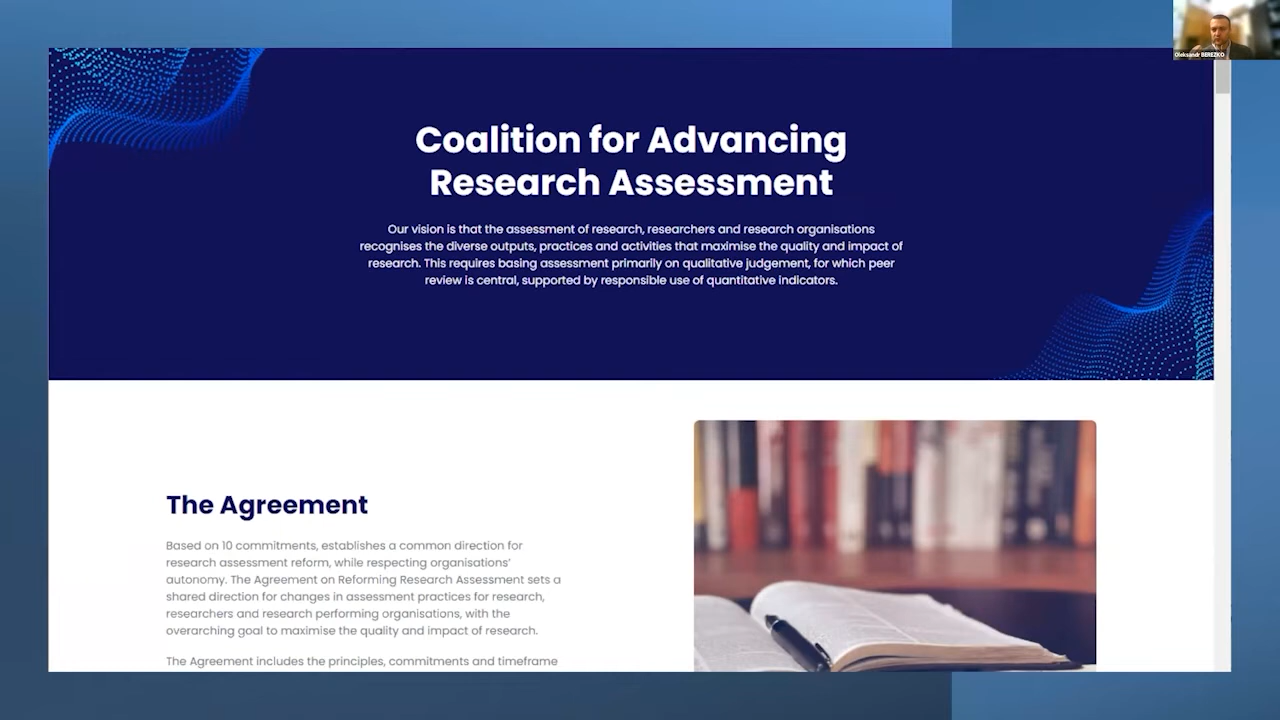 Oleksandr BEREZKO
Coalition for Advancing
Research Assessment
Our vision is that the assessment of research, researchers and research organisations
recognises the diverse outputs, practices and activities that maximise the quality and impact of
research. This requires basing assessment primarily on qualitative judgement, for which peer
review is central, supported by responsible use of quantitative indicators.
The Agreement
Based on 10 commitments, establishes a common direction for
research assessment reform, while respecting organisations'
autonomy. The Agreement on Reforming Research Assessment sets a
shared direction for changes in assessment practices for research,
researchers and research performing organisations, with the
overarching goal to maximise the quality and impact of research.
The Agreement includes the principles, commitments and timeframe